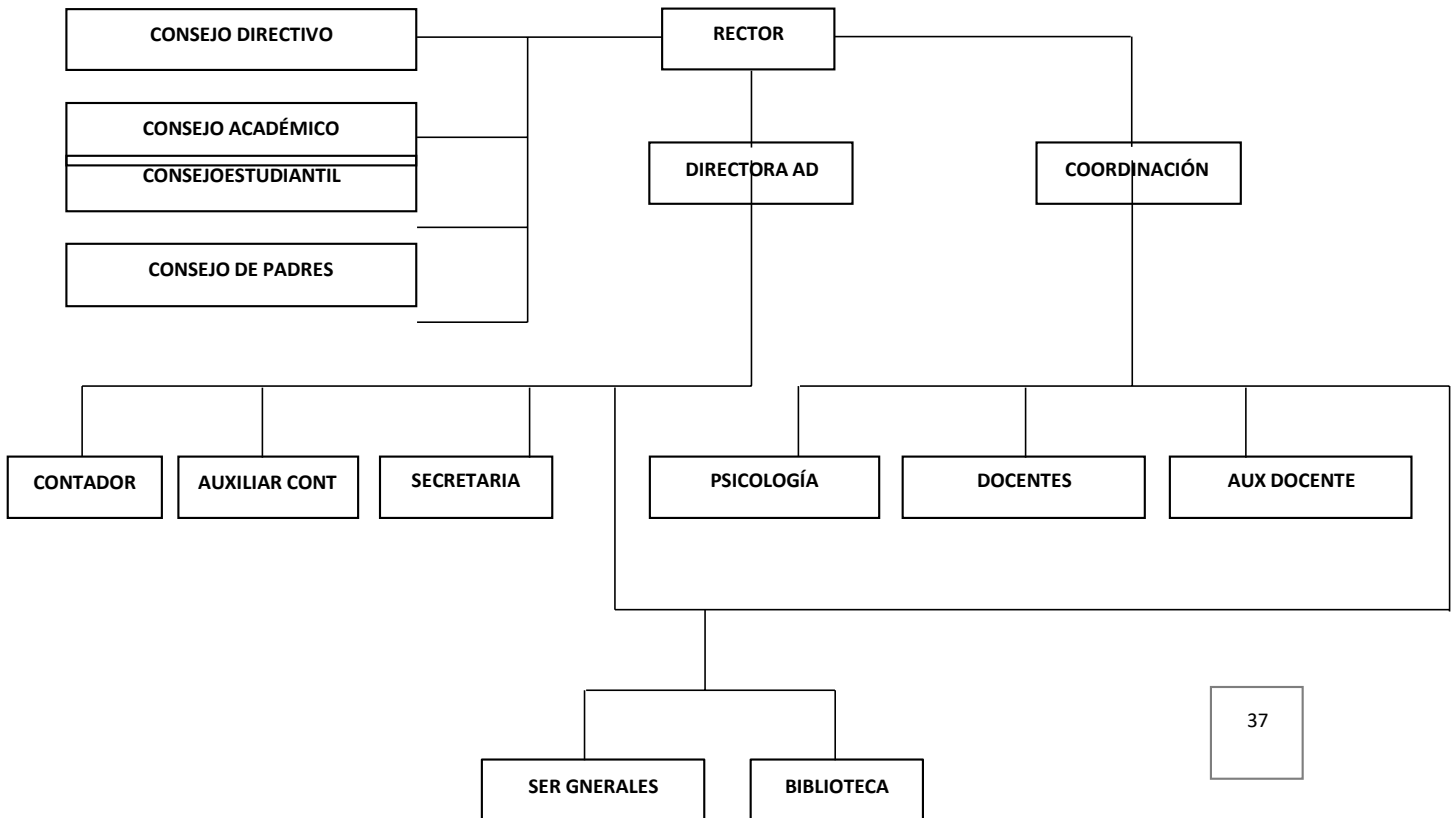 CONSEJO DIRECTIVO
RECTOR
CONSEJO ACADÉMICO
CONSEJOESTUDIANTIL
DIRECTORA AD
COORDINACIÓN
CONSEJO DE PADRES
CONTADOR
AUXILIAR CONT
SECRETARIA
PSICOLOGÍA
DOCENTES
AUX DOCENTE
37
SER GNERALES
BIBLIOTECA